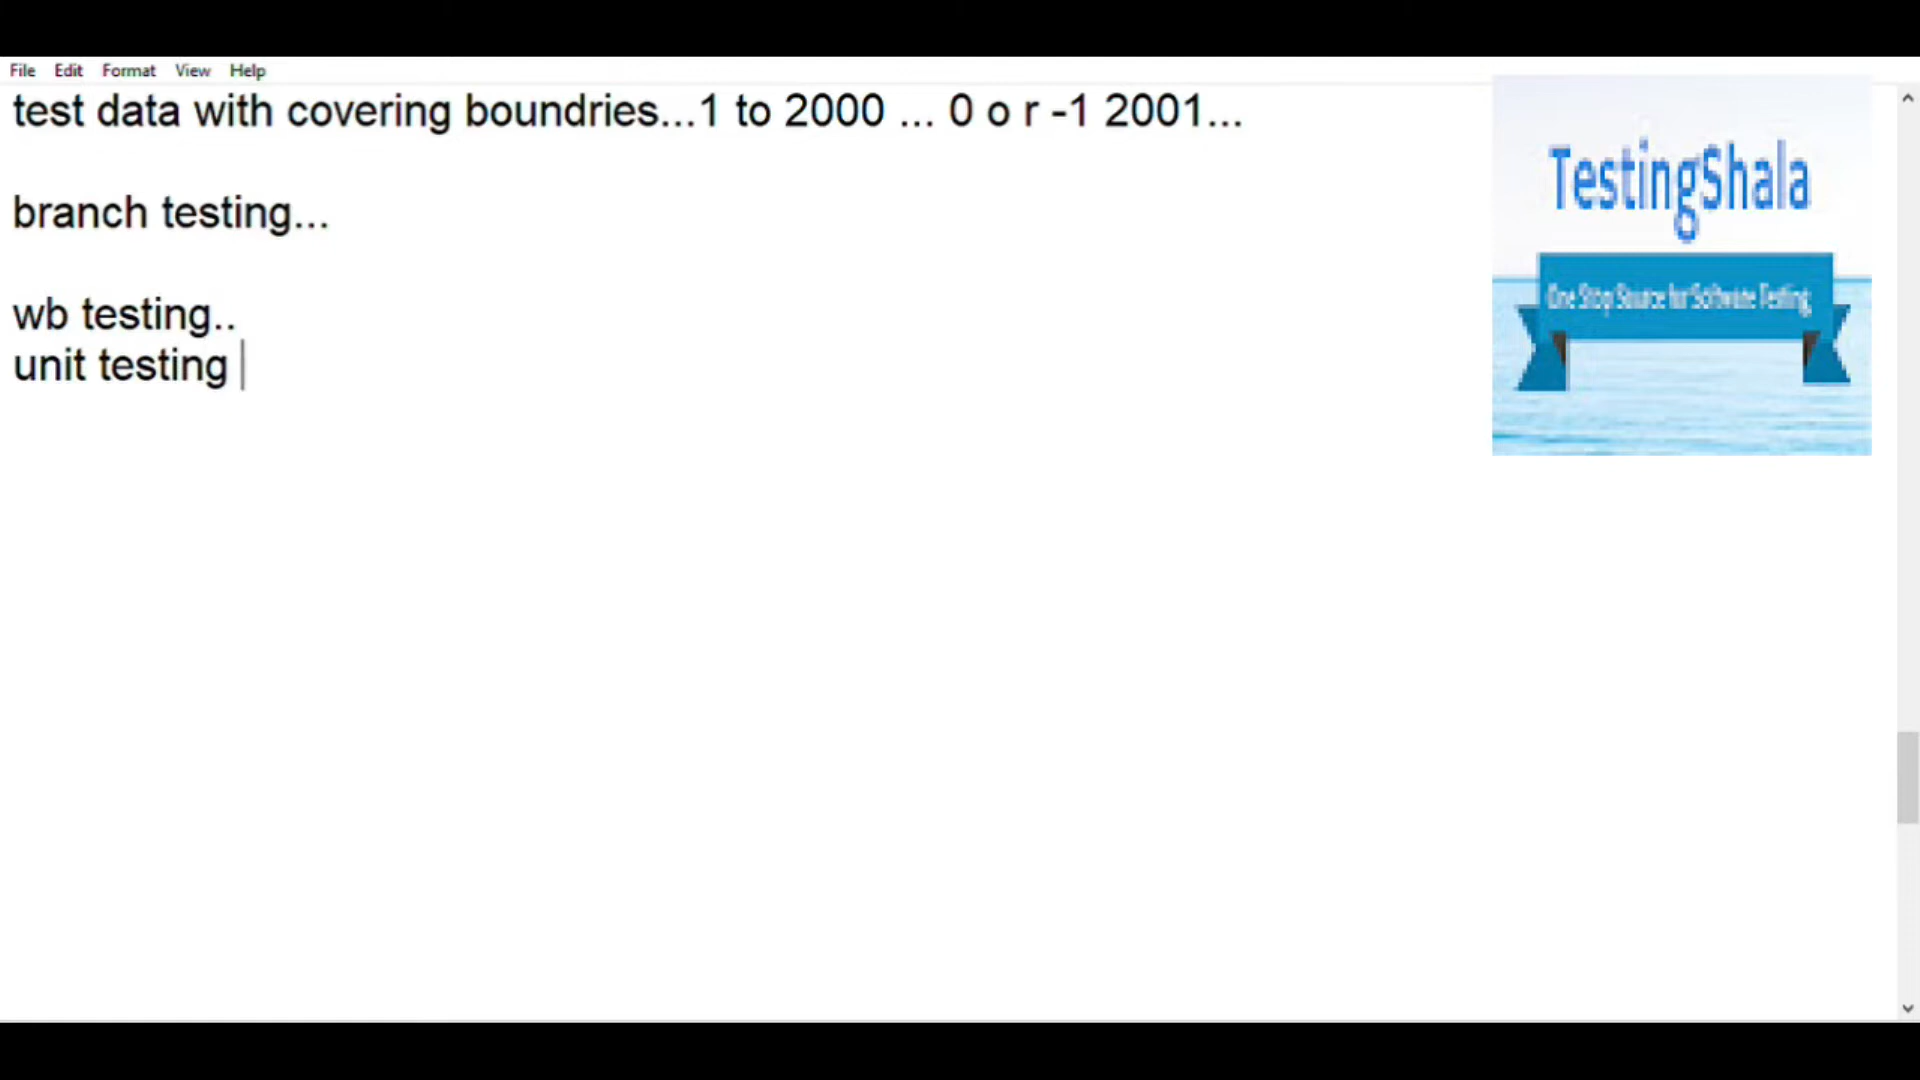 File Edit Format View Help
test data with covering boundries...1 to 2000 ... 0 o r -1 2001...
branch testing...
wb testing..
unit testing
TestingShala
One Stop Source for Software Testing